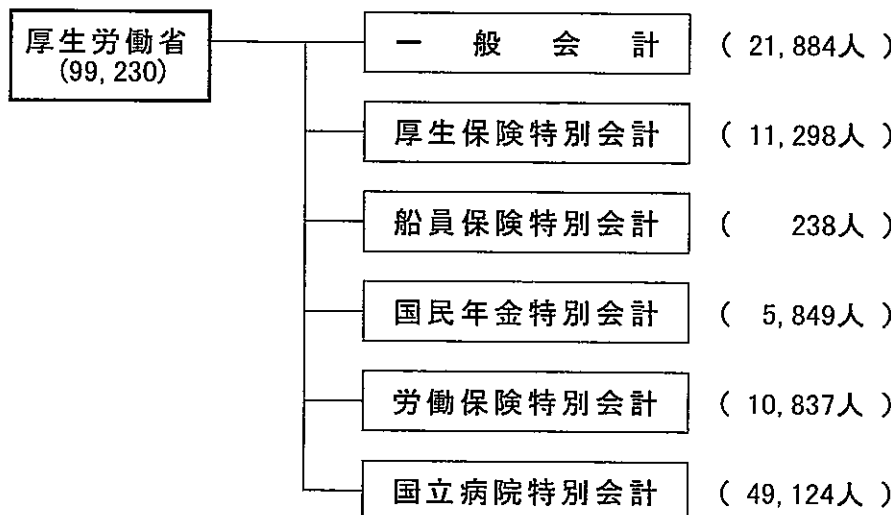 厚生労働省
(99,230)
一般会計 (21,884人)
厚生保険特別会計 (11,298人)
船員保険特別会計 (238人)
国民年金特別会計 (5,849人)
労働保険特別会計 (10,837人)
国立病院特別会計 (49,124人)